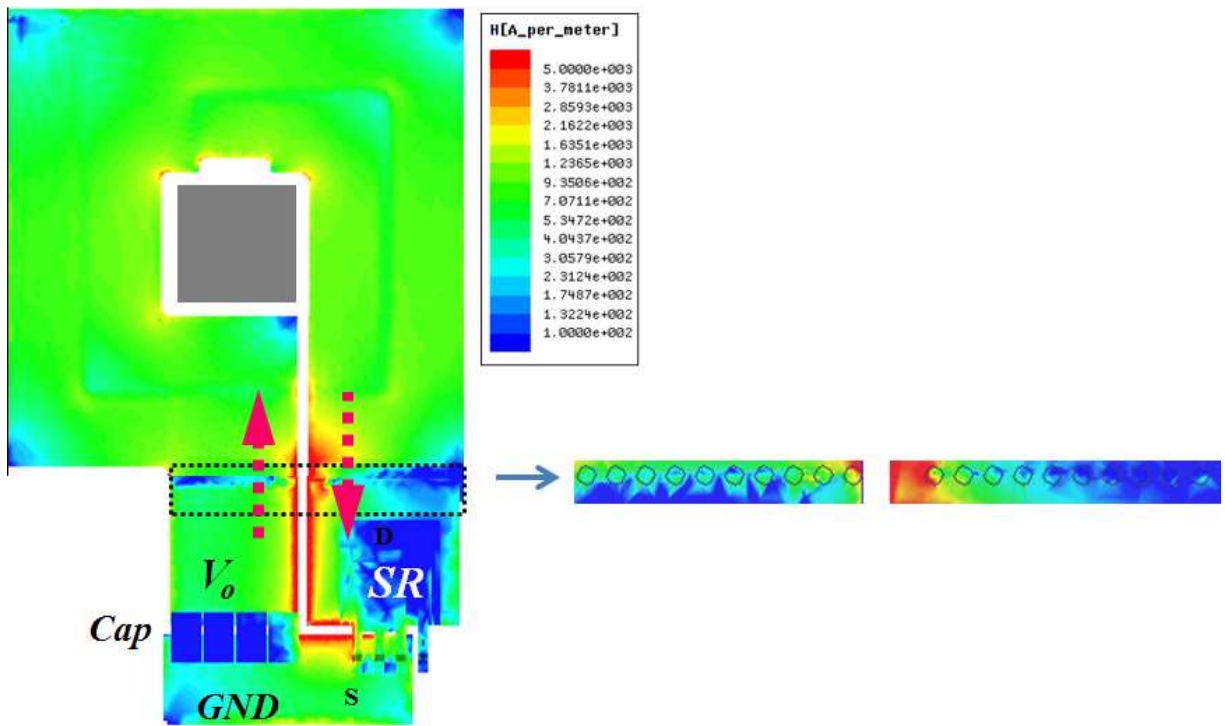 H[A_per_meter]
5.0000e+003
3.7811e+003
2.8593e+003
2.1622e+003
1.6351e+003
1.2365e+003
9.3506e+002
7.0711e+002
5.3472e+002
4.0437e+002
3.0579e+002
2.3124e+002
1.7487e+002
1.3224e+002
1.0000e+002
D
Vo
SR
Cap
S
GND